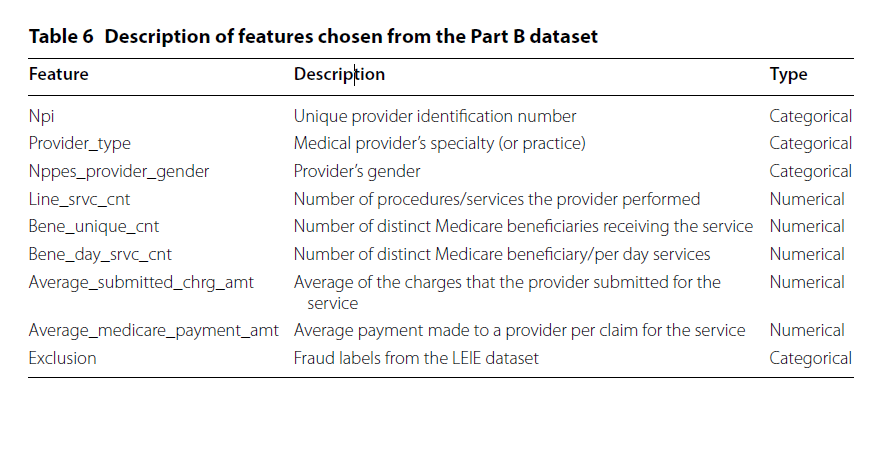 Table 6 Description of features chosen from the Part B dataset
Feature Description Type
Npi Unique provider identification number Categorical
Provider_type Medical provider’s specialty (or practice) Categorical
Nppes_provider_gender Provider’s gender Categorical
Line_srvc_cnt Number of procedures/services the provider performed Numerical
Bene_unique_cnt Number of distinct Medicare beneficiaries receiving the service Numerical
Bene_day_srvc_cnt Number of distinct Medicare beneficiary/per day services Numerical
Average_submitted_chrg_amt Average of the charges that the provider submitted for the Numerical
service
Average_medicare_payment_amt Average payment made to a provider per claim for the service Numerical
Exclusion Fraud labels from the LEIE dataset Categorical